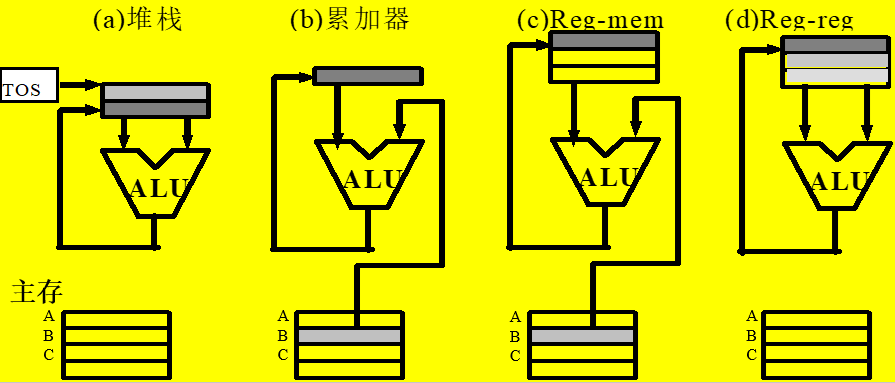 (a)堆栈 (b)累加器 (c)Reg-mem (d)Reg-reg
TOS
ALU ALU ALU ALU
主存
A A A A
B B B B
C C C C